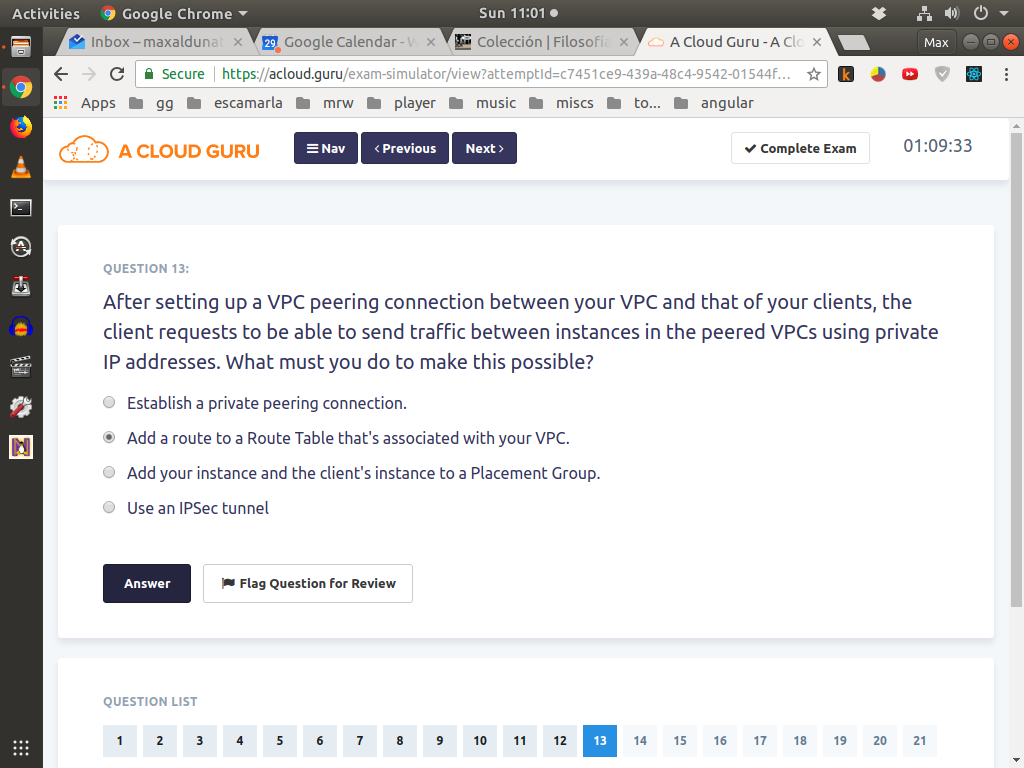 Activities Google Chrome Sun 11:01
Inbox – maxaldunat Google Calendar - W Colección | Filosofía A Cloud Guru - A Clo Max
Secure https://acloud.guru/exam-simulator/view?attemptId=c7451ce9-439a-48c4-9542-01544f...
Apps gg escamarla mrw player music miscs to... angular
A CLOUD GURU Nav Previous Next Complete Exam 01:09:33
QUESTION 13:
After setting up a VPC peering connection between your VPC and that of your clients, the
client requests to be able to send traffic between instances in the peered VPCs using private
IP addresses. What must you do to make this possible?
Establish a private peering connection.
Add a route to a Route Table that's associated with your VPC.
Add your instance and the client's instance to a Placement Group.
Use an IPSec tunnel
Answer Flag Question for Review
QUESTION LIST
1 2 3 4 5 6 7 8 9 10 11 12 13 14 15 16 17 18 19 20 21